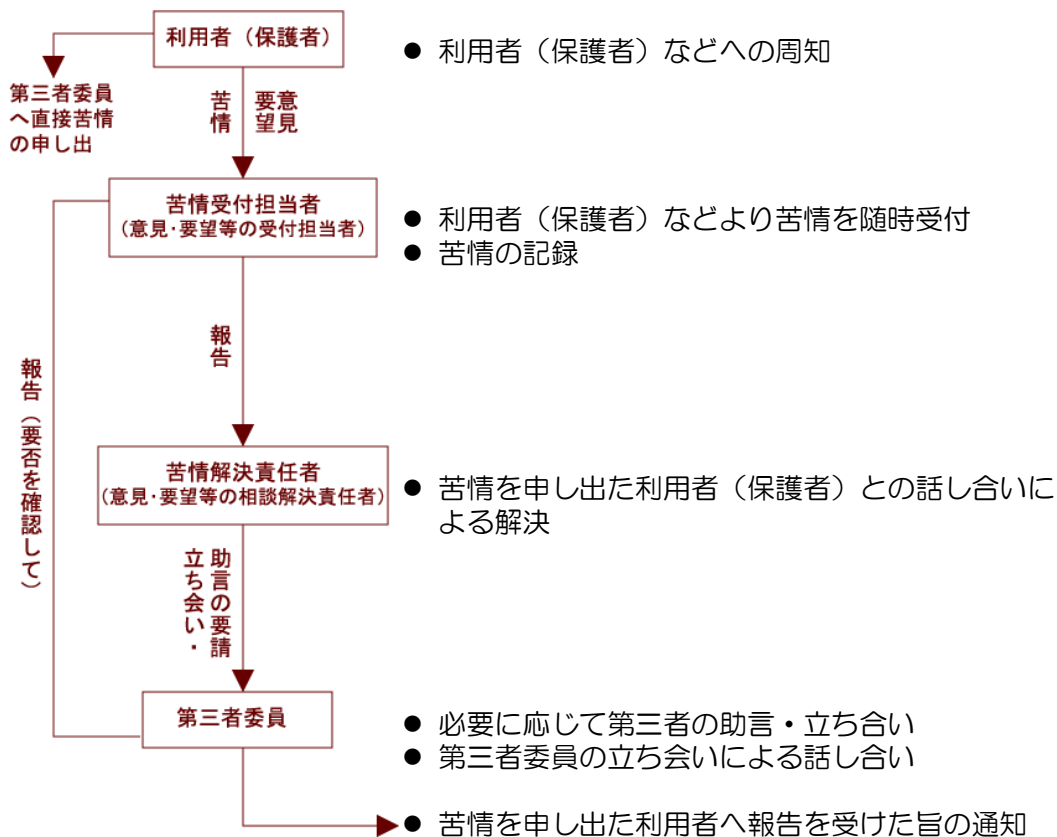 利用者（保護者）
● 利用者（保護者）などへの周知
第三者委員
へ直接苦情
の申し出
苦情
要望
意見
苦情受付担当者
（意見･要望等の受付担当者）
● 利用者（保護者）などより苦情を随時受付
● 苦情の記録
報告
報告（要否を確認して）
苦情解決責任者
（意見･要望等の相談解決責任者）
● 苦情を申し出た利用者（保護者）との話し合いに
よる解決
助言の要請
立ち会い・
第三者委員
● 必要に応じて第三者の助言・立ち合い
● 第三者委員の立ち会いによる話し合い
● 苦情を申し出た利用者へ報告を受けた旨の通知